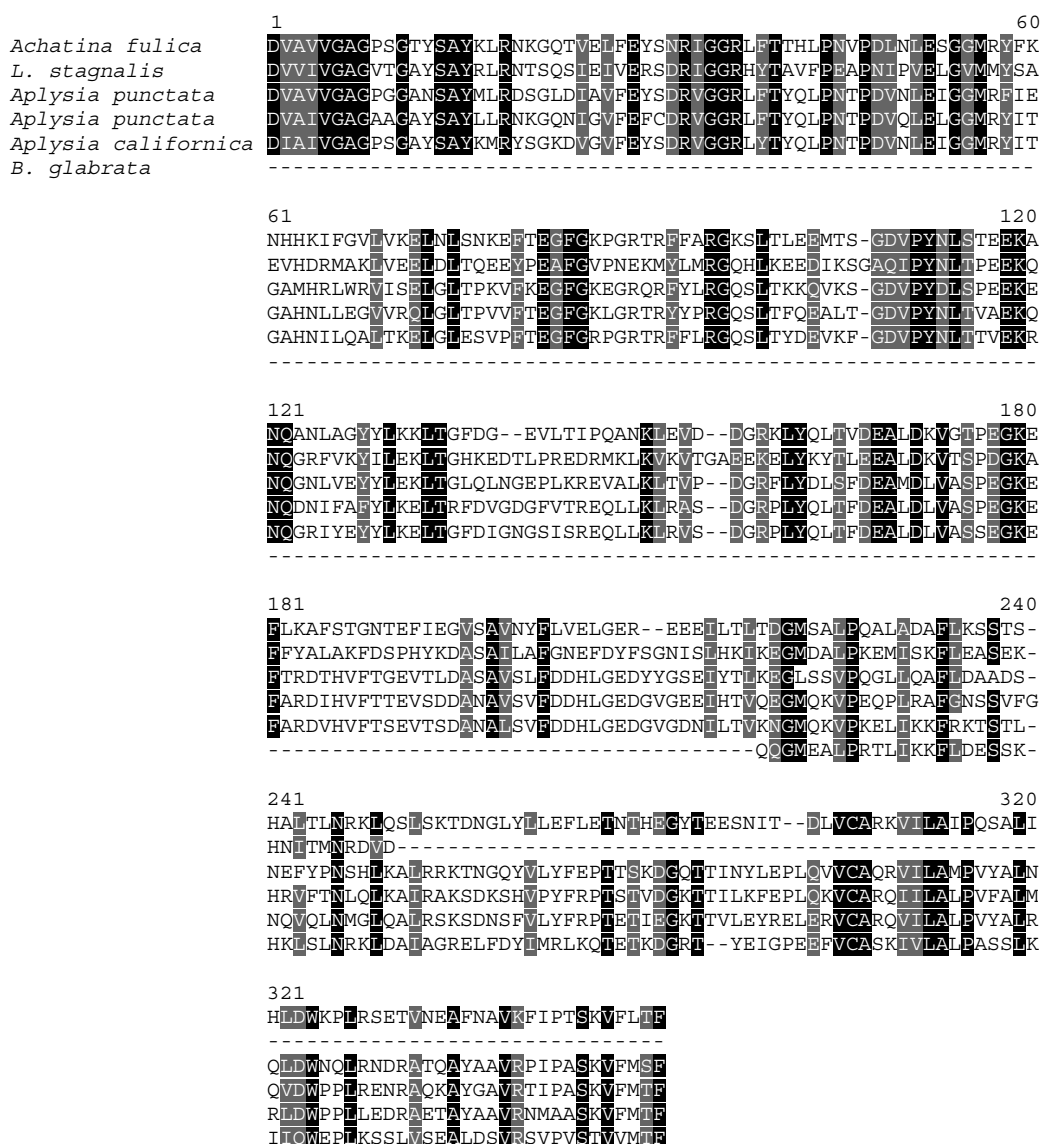 1 60
Achatina fulica DVAVVGAGPSGTYSAYKLRNKGQTVELFEYSNRIGGRLFTTHLPNVPDLNLESGGMRYFK
L. stagnalis DVVIVGAGVTGAYSAYRLRNTSQSIEIVERSDRIGGRHYTAVFPEAPNIPVELGVMMYSA
Aplysia punctata DVAVVGAGPGGANSAYMLRDSGLDIAVFEYSDRVGGRLFTYQLPNTPDVNLEIGGMRFIE
Aplysia punctata DVAIVGAGAAGAYSAYLLRNKGQNIGVFEFCDRVGGRLFTYQLPNTPDVQLELGGMRYIT
Aplysia californica DIAIVGAGPSGAYSAYKMRYSGKDVGVFEYSDRVGGRLYTYQLPNTPDVNLEIGGMRYIT
B. glabrata ------------------------------------------------------------
61 120
NHHKIFGVLVKELNLSNKEFTEGFGKPGRTRFFARGKSLTLEEMTS-GDVPYNLSTEEKA
EVHDRMAKLVEELDLTQEEYPEAFGVPNEKMYLMRGQHLKEEDIKSGAQIPYNLTPEEKQ
GAMHRLWRVISELGLTPKVFKEGFGKEGRQRFYLRGQSLTKKQVKS-GDVPYDLSPEEKE
GAHNLLEGVVRQLGLTPVVFTEGFGKLGRTRYYPRGQSLTFQEALT-GDVPYNLTVAEKQ
GAHNILQALTKELGLESVPFTEGFGRPGRTRFFLRGQSLTYDEVKF-GDVPYNLTTVEKR
------------------------------------------------------------
121 180
NQANLAGYYLKKLTGFDG--EVLTIPQANKLEVD--DGRKLYQLTVDEALDKVGTPEGKE
NQGRFVKYILEKLTGHKEDTLPREDRMKLKVKVTGAEEKELYKYTLEEALDKVTSPDGKA
NQGNLVEYYLEKLTGLQLNGEPLKREVALKLTVP--DGRFLYDLSFDEAMDLVASPEGKE
NQDNIFAFYLKELTRFDVGDGFVTREQLLKLRAS--DGRPLYQLTFDEALDLVASPEGKE
NQGRIYEYYLKELTGFDIGNGSISREQLLKLRVS--DGRPLYQLTFDEALDLVASSEGKE
------------------------------------------------------------
181 240
FLKAFSTGNTEFIEGVSAVNYFLVELGER--EEEILTLTDGMSALPQALADAFLKSSTS-
FFYALAKFDSPHYKDASAILAFGNEFDYFSGNISLHKIKEGMDALPKEMISKFLEASEK-
FTRDTHVFTGEVTLDASAVSLFDDHLGEDYYGSEIYTLKEGLSSVPQGLLQAFLDAADS-
FARDIHVFTTEVSDDANAVSVFDDHLGEDGVGEEIHTVQEGMQKVPEQPLRAFGNSSVFG
FARDVHVFTSEVTSDANALSVFDDHLGEDGVGDNILTVKNGMQKVPKELIKKFRKTSTL-
--------------------------------------QQGMEALPRTLIKKFLDESSK-
241 320
HALTLNRKLQSLSKTDNGLYLLEFLETNTHEGYTEESNIT--DLVCARKVILAIPQSALI
HNITMNRDVD--------------------------------------------------
NEFYPNSHLKALRRKTNGQYVLYFEPTTSKDGQTTINYLEPLQVVCAQRVILAMPVYALN
HRVFTNLQLKAIRAKSDKSHVPYFRPTSTVDGKTTILKFEPLQKVCARQIILALPVFALM
NQVQLNMGLQALRSKSDNSFVLYFRPTETIEGKTTVLEYRELERVCARQVILALPVYALR
HKLSLNRKLDAIAGRELFDYIMRLKQTETKDGRT--YEIGPEEFVCASKIVLALPASSLK
321
HLDWKPLRSETVNEAFNAVKFIPTSKVFLTF
-------------------------------
QLDWNQLRNDRATQAYAAVRPIPASKVFMSF
QVDWPPLRENRAQKAYGAVRTIPASKVFMTF
RLDWPPLLEDRAETAYAAVRNMAASKVFMTF
IIQWEPLKSSLVSEALDSVRSVPVSTVVMTF